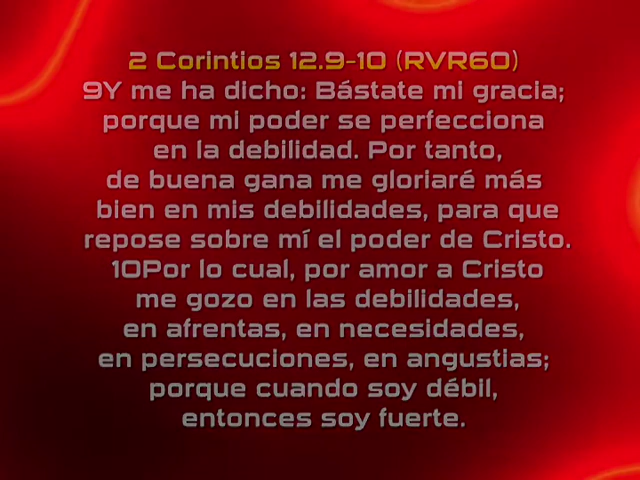 2 Corintios 12.9-10 (RVR60)
9Y me ha dicho: Bástate mi gracia;
porque mi poder se perfecciona
en la debilidad. Por tanto,
de buena gana me gloriaré más
bien en mis debilidades, para que
repose sobre mí el poder de Cristo.
10Por lo cual, por amor a Cristo
me gozo en las debilidades,
en afrentas, en necesidades,
en persecuciones, en angustias;
porque cuando soy débil,
entonces soy fuerte.